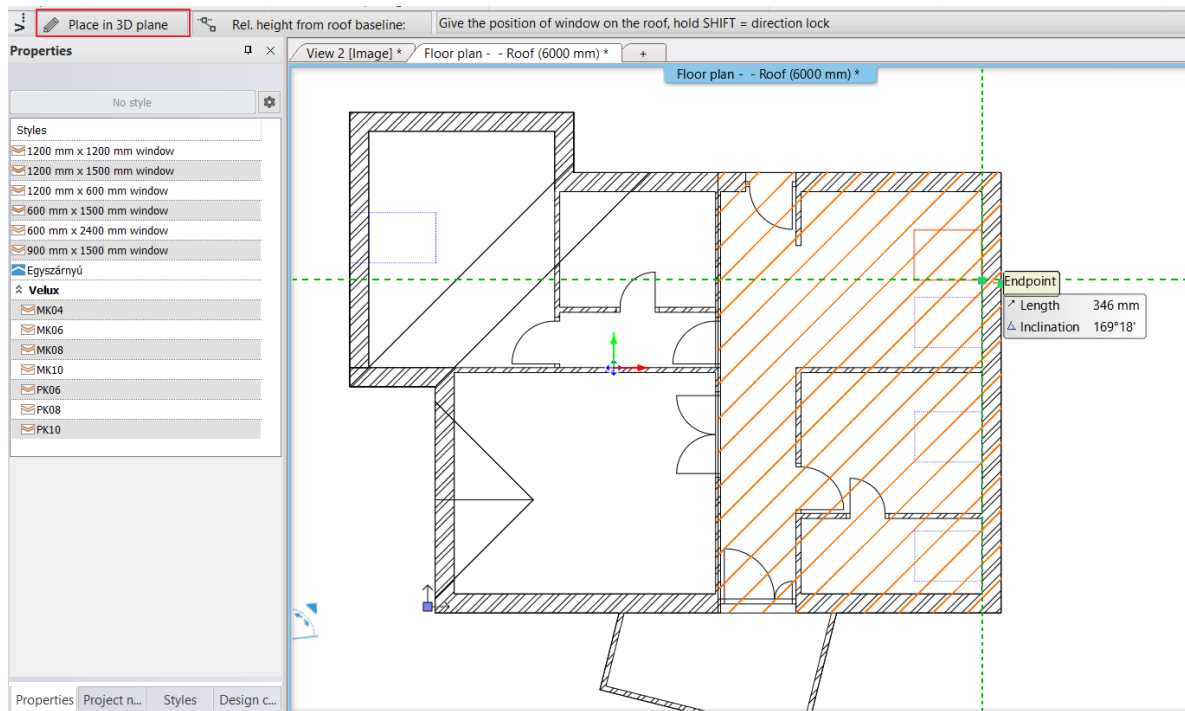 Place in 3D plane
Rel. height from roof baseline:
Give the position of window on the roof, hold SHIFT = direction lock
Properties
View 2 [Image] *
Floor plan - - Roof (6000 mm) *
+
Floor plan - - Roof (6000 mm) *
No style
Styles
1200 mm x 1200 mm window
1200 mm x 1500 mm window
1200 mm x 600 mm window
600 mm x 1500 mm window
600 mm x 2400 mm window
900 mm x 1500 mm window
Egyszárnyú
Velux
MK04
MK06
MK08
MK10
PK06
PK08
PK10
Endpoint
Length 346 mm
Inclination 169°18'
Properties
Project n...
Styles
Design c...